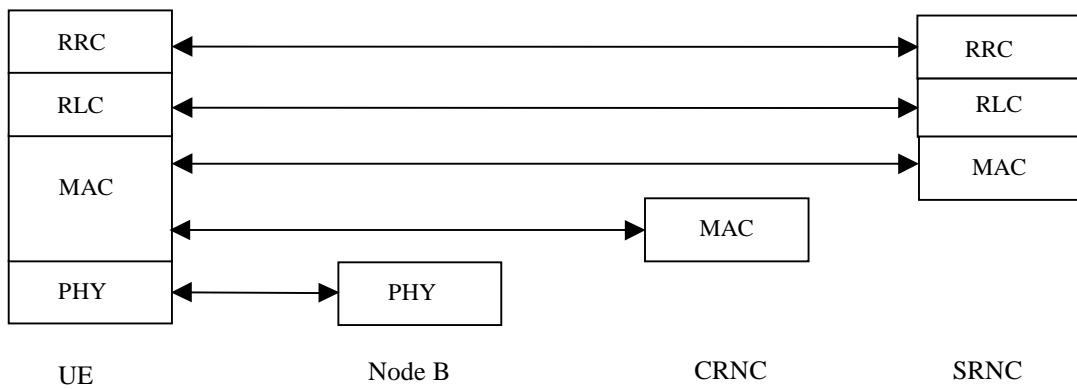 RRC RRC
RLC RLC
MAC MAC
MAC
PHY PHY
UE Node B CRNC SRNC